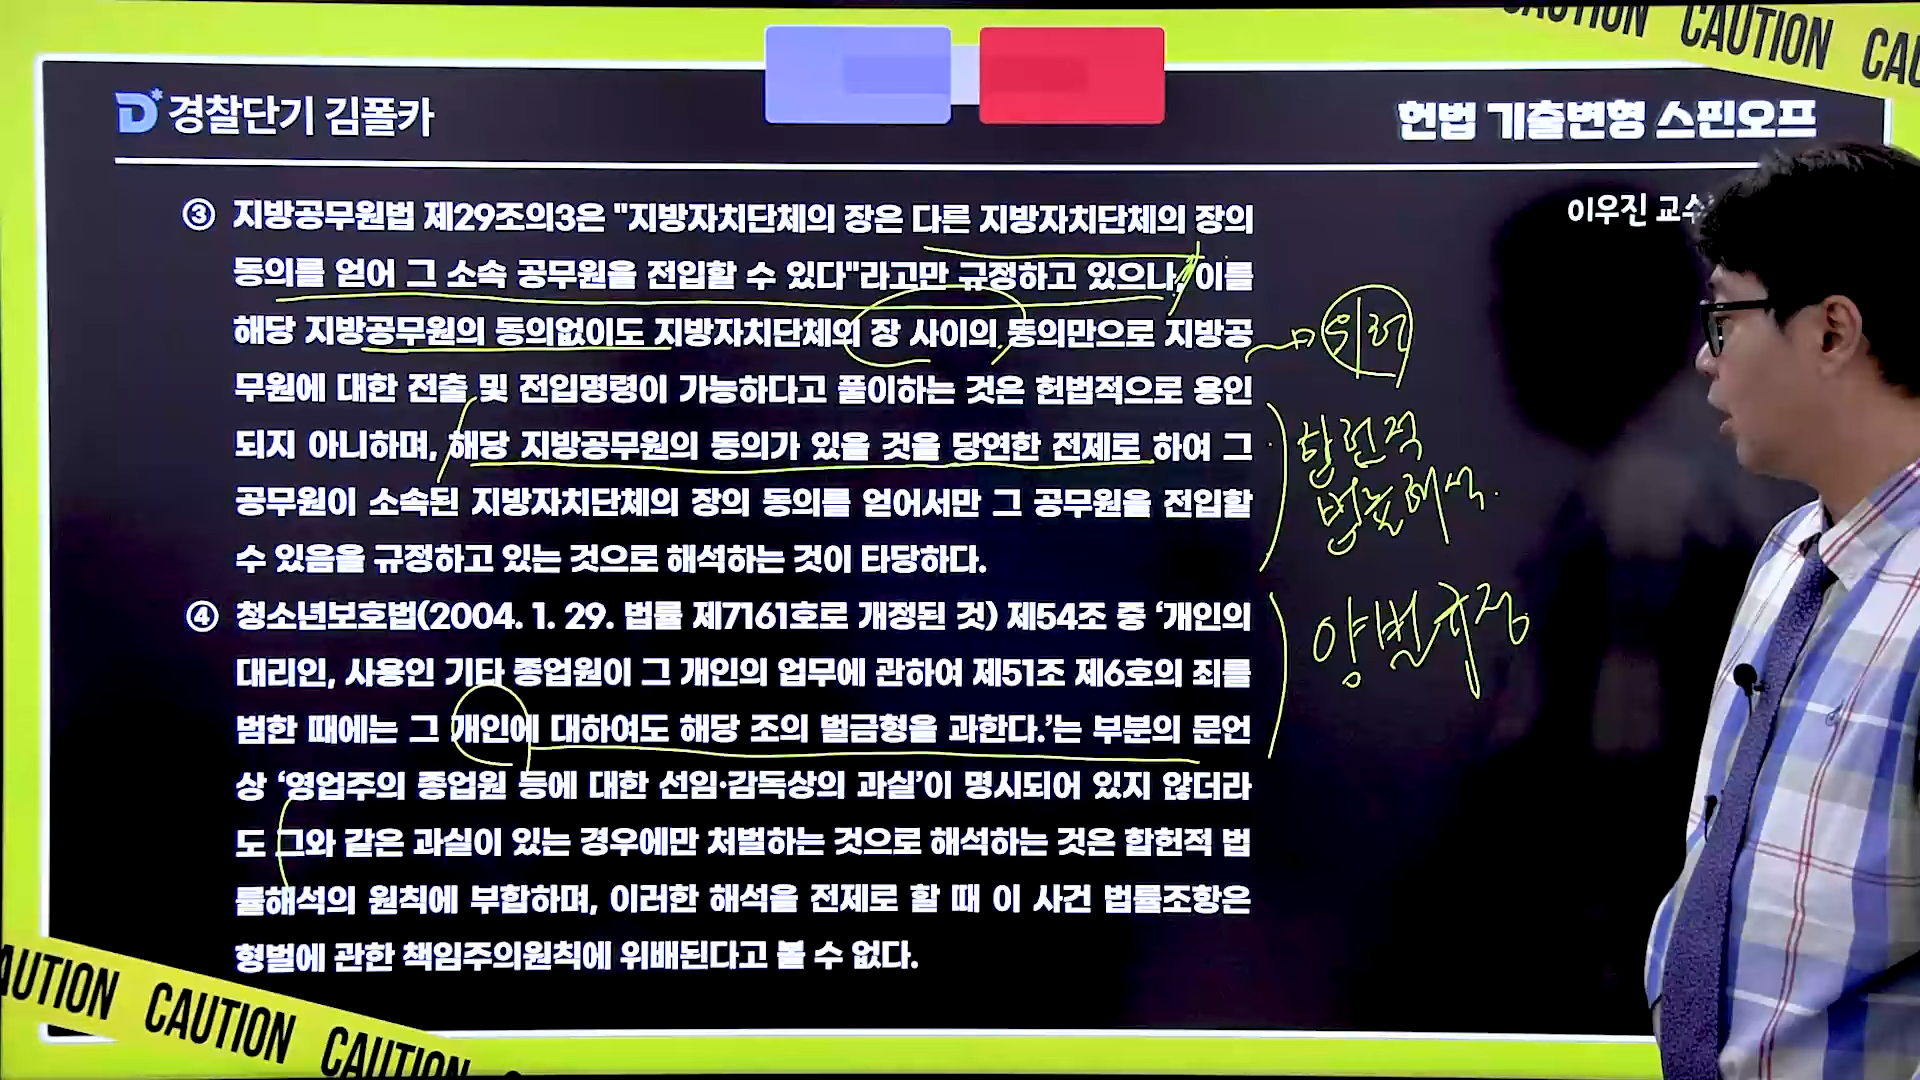 CAUTION CAUTION CAU
D* 경찰단기 김폴카
헌법 기출변형 스핀오프
이우진 교수
③ 지방공무원법 제29조의3은 "지방자치단체의 장은 다른 지방자치단체의 장의
동의를 얻어 그 소속 공무원을 전입할 수 있다"라고만 규정하고 있으나, 이를
해당 지방공무원의 동의없이도 지방자치단체의 장 사이의 동의만으로 지방공
위헌
무원에 대한 전출 및 전입명령이 가능하다고 풀이하는 것은 헌법적으로 용인
되지 아니하며, 해당 지방공무원의 동의가 있을 것을 당연한 전제로 하여 그
합헌적
공무원이 소속된 지방자치단체의 장의 동의를 얻어서만 그 공무원을 전입할
법률해석.
수 있음을 규정하고 있는 것으로 해석하는 것이 타당하다.
④ 청소년보호법(2004. 1. 29. 법률 제7161호로 개정된 것) 제54조 중 ‘개인의
양벌규정
대리인, 사용인 기타 종업원이 그 개인의 업무에 관하여 제51조 제6호의 죄를
범한 때에는 그 개인에 대하여도 해당 조의 벌금형을 과한다.’는 부분의 문언
상 ‘영업주의 종업원 등에 대한 선임·감독상의 과실’이 명시되어 있지 않더라
도 그와 같은 과실이 있는 경우에만 처벌하는 것으로 해석하는 것은 합헌적 법
률해석의 원칙에 부합하며, 이러한 해석을 전제로 할 때 이 사건 법률조항은
형벌에 관한 책임주의원칙에 위배된다고 볼 수 없다.
AUTION CAUTION CAUTION